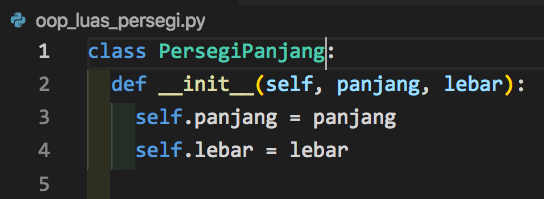 oop_luas_persegi.py
1 class PersegiPanjang:
2 def __init__(self, panjang, lebar):
3 self.panjang = panjang
4 self.lebar = lebar
5